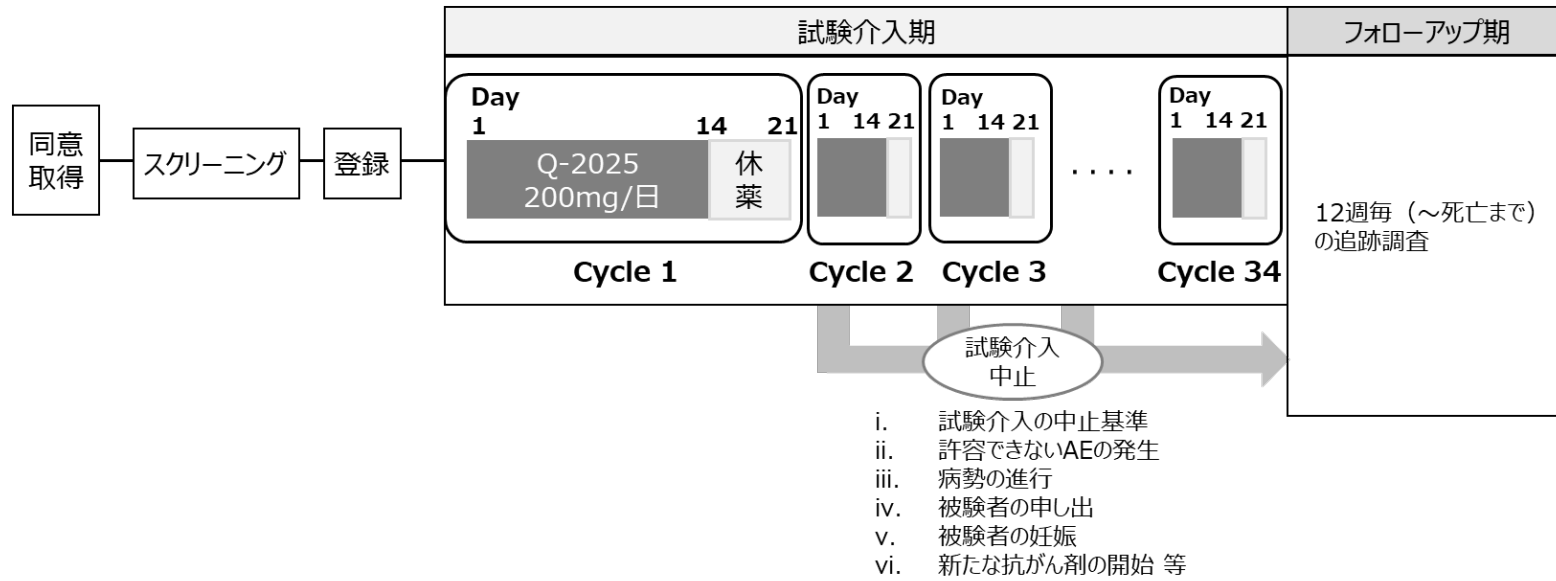 試験介入期
フォローアップ期
同意
取得
スクリーニング
登録
Day
1 14 21
Q-2025
200mg/日
休
薬
Cycle 1
Day
1 14 21
Cycle 2
Day
1 14 21
Cycle 3
····
Day
1 14 21
Cycle 34
12週毎（～死亡まで）
の追跡調査
試験介入
中止
i. 試験介入の中止基準
ii. 許容できないAEの発生
iii. 病勢の進行
iv. 被験者の申し出
v. 被験者の妊娠
vi. 新たな抗がん剤の開始 等